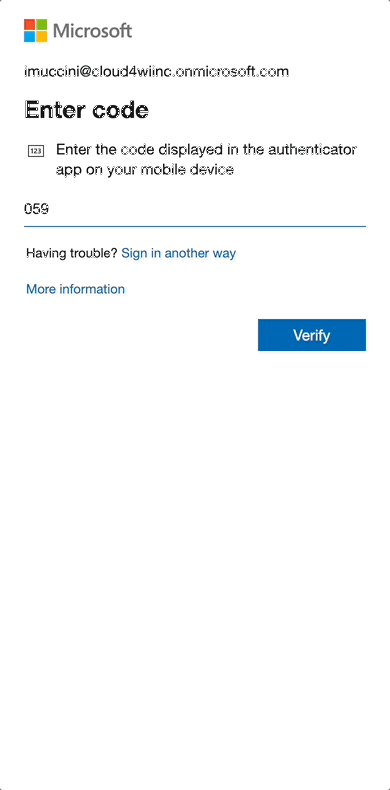 Microsoft
imuccini@cloud4wiinc.onmicrosoft.com
Enter code
123
Enter the code displayed in the authenticator
app on your mobile device
059
Having trouble? Sign in another way
More information
Verify